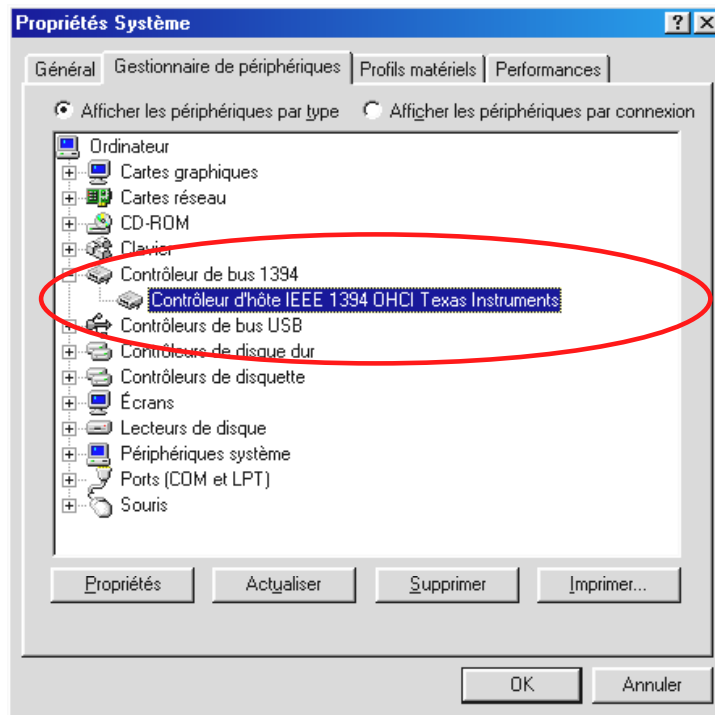 Propriétés Système
Général Gestionnaire de périphériques Profils matériels Performances
Afficher les périphériques par type Afficher les périphériques par connexion
Ordinateur
Cartes graphiques
Cartes réseau
CD-ROM
Clavier
Contrôleur de bus 1394
Contrôleur d'hôte IEEE 1394 OHCI Texas Instruments
Contrôleurs de bus USB
Contrôleurs de disque dur
Contrôleurs de disquette
Écrans
Lecteurs de disque
Périphériques système
Ports (COM et LPT)
Souris
Propriétés Actualiser Supprimer Imprimer...
OK Annuler